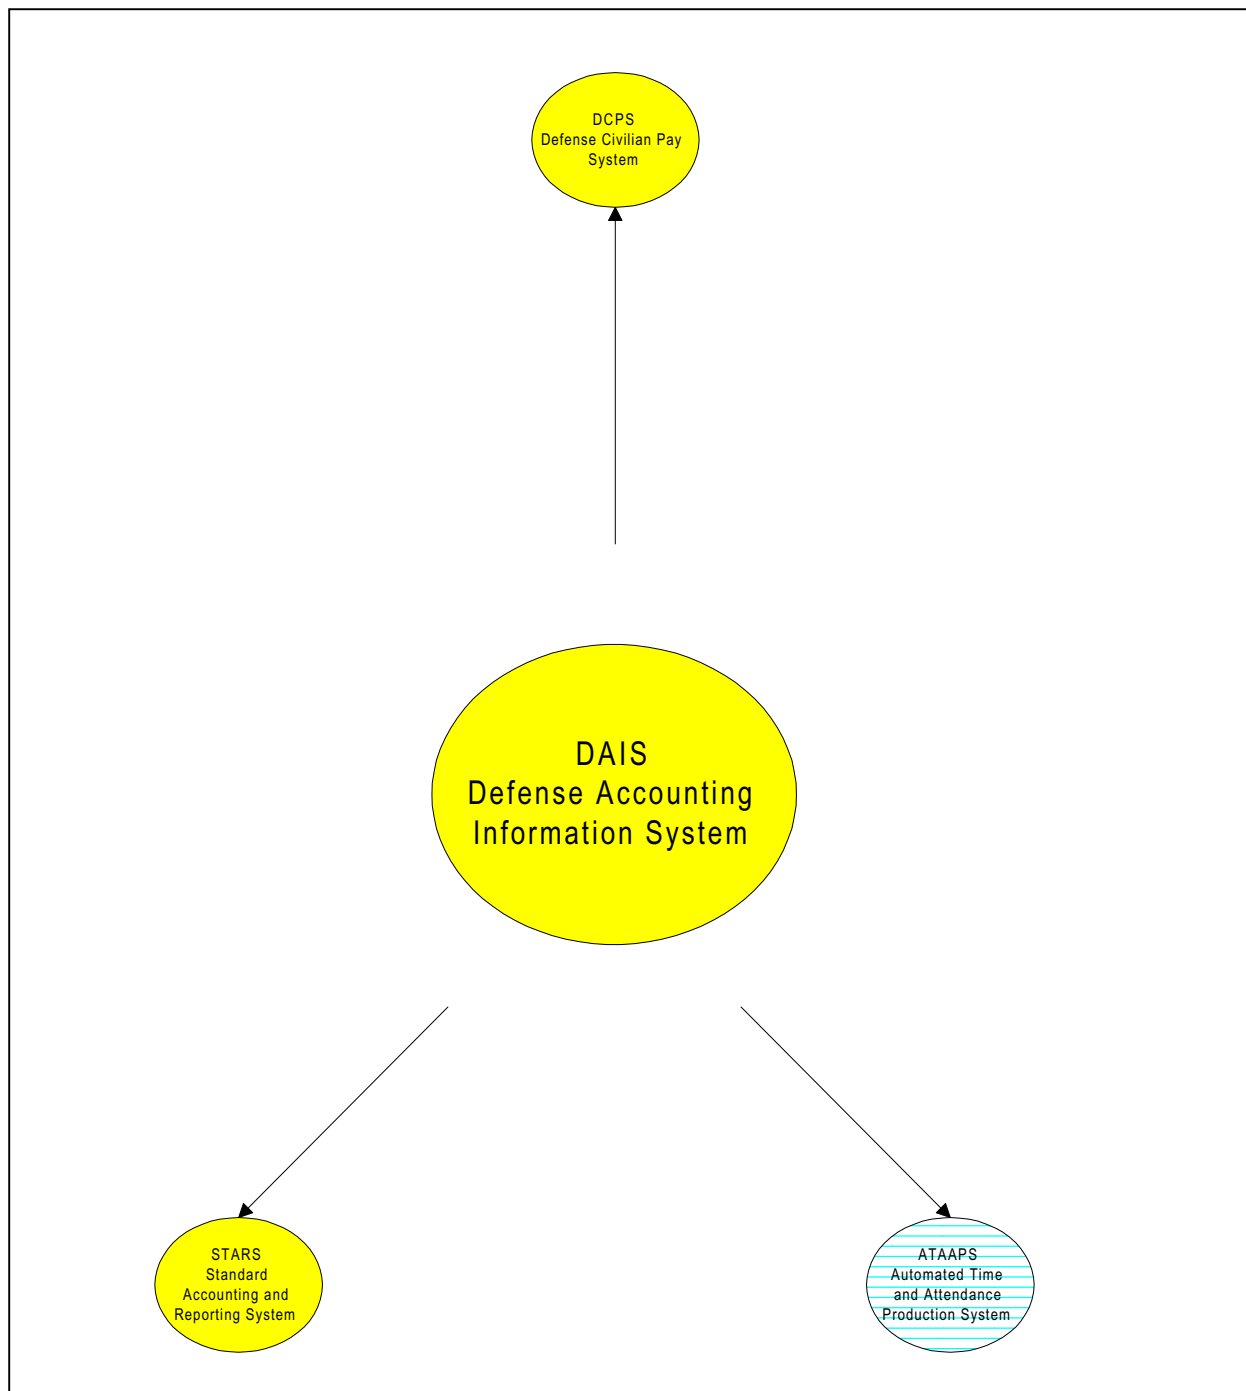 DCPS
Defense Civilian Pay
System
DAIS
Defense Accounting
Information System
STARS
Standard
Accounting and
Reporting System
ATAAPS
Automated Time
and Attendance
Production System